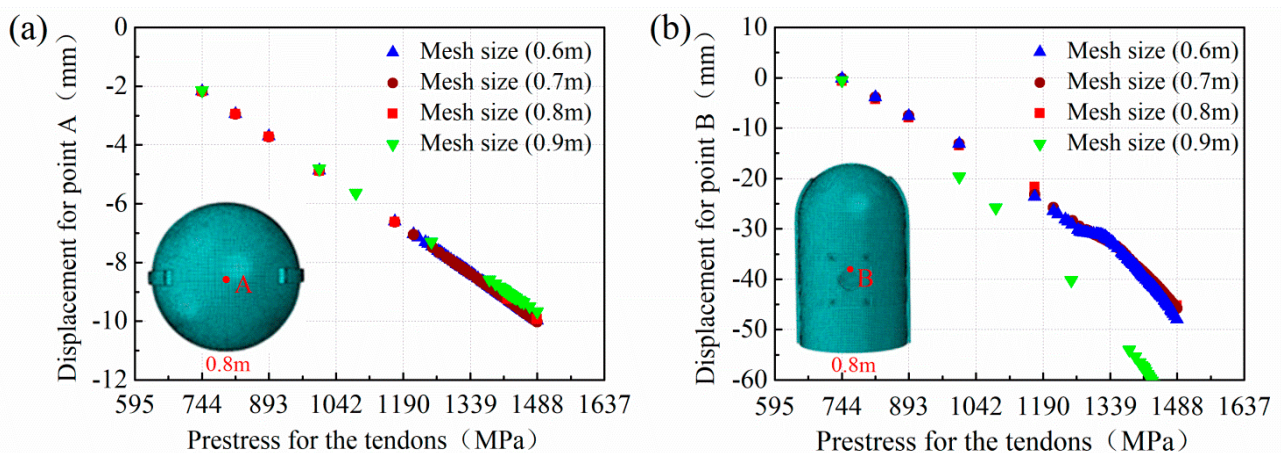 (a)
Displacement for point A （mm）
0
-2
-4
-6
-8
-10
-12
Mesh size (0.6m)
Mesh size (0.7m)
Mesh size (0.8m)
Mesh size (0.9m)
A
0.8m
595 744 893 1042 1190 1339 1488 1637
Prestress for the tendons（MPa）
(b)
Displacement for point B （mm）
10
0
-10
-20
-30
-40
-50
-60
Mesh size (0.6m)
Mesh size (0.7m)
Mesh size (0.8m)
Mesh size (0.9m)
B
0.8m
595 744 893 1042 1190 1339 1488 1637
Prestress for the tendons（MPa）